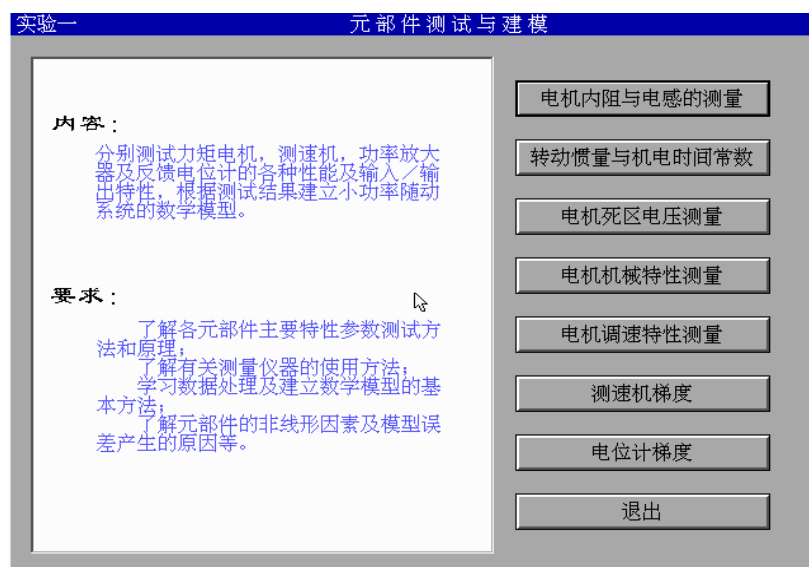 实验一 元部件测试与建模
内容：
分别测试力矩电机，测速机，功率放大
器及反馈电位计的各种性能及输入／输
出特性，根据测试结果建立小功率随动
系统的数学模型。
要求：
了解各元部件主要特性参数测试方
法和原理；
了解有关测量仪器的使用方法；
学习数据处理及建立数学模型的基
本方法；
了解元部件的非线形因素及模型误
差产生的原因等。
电机内阻与电感的测量
转动惯量与机电时间常数
电机死区电压测量
电机机械特性测量
电机调速特性测量
测速机梯度
电位计梯度
退出